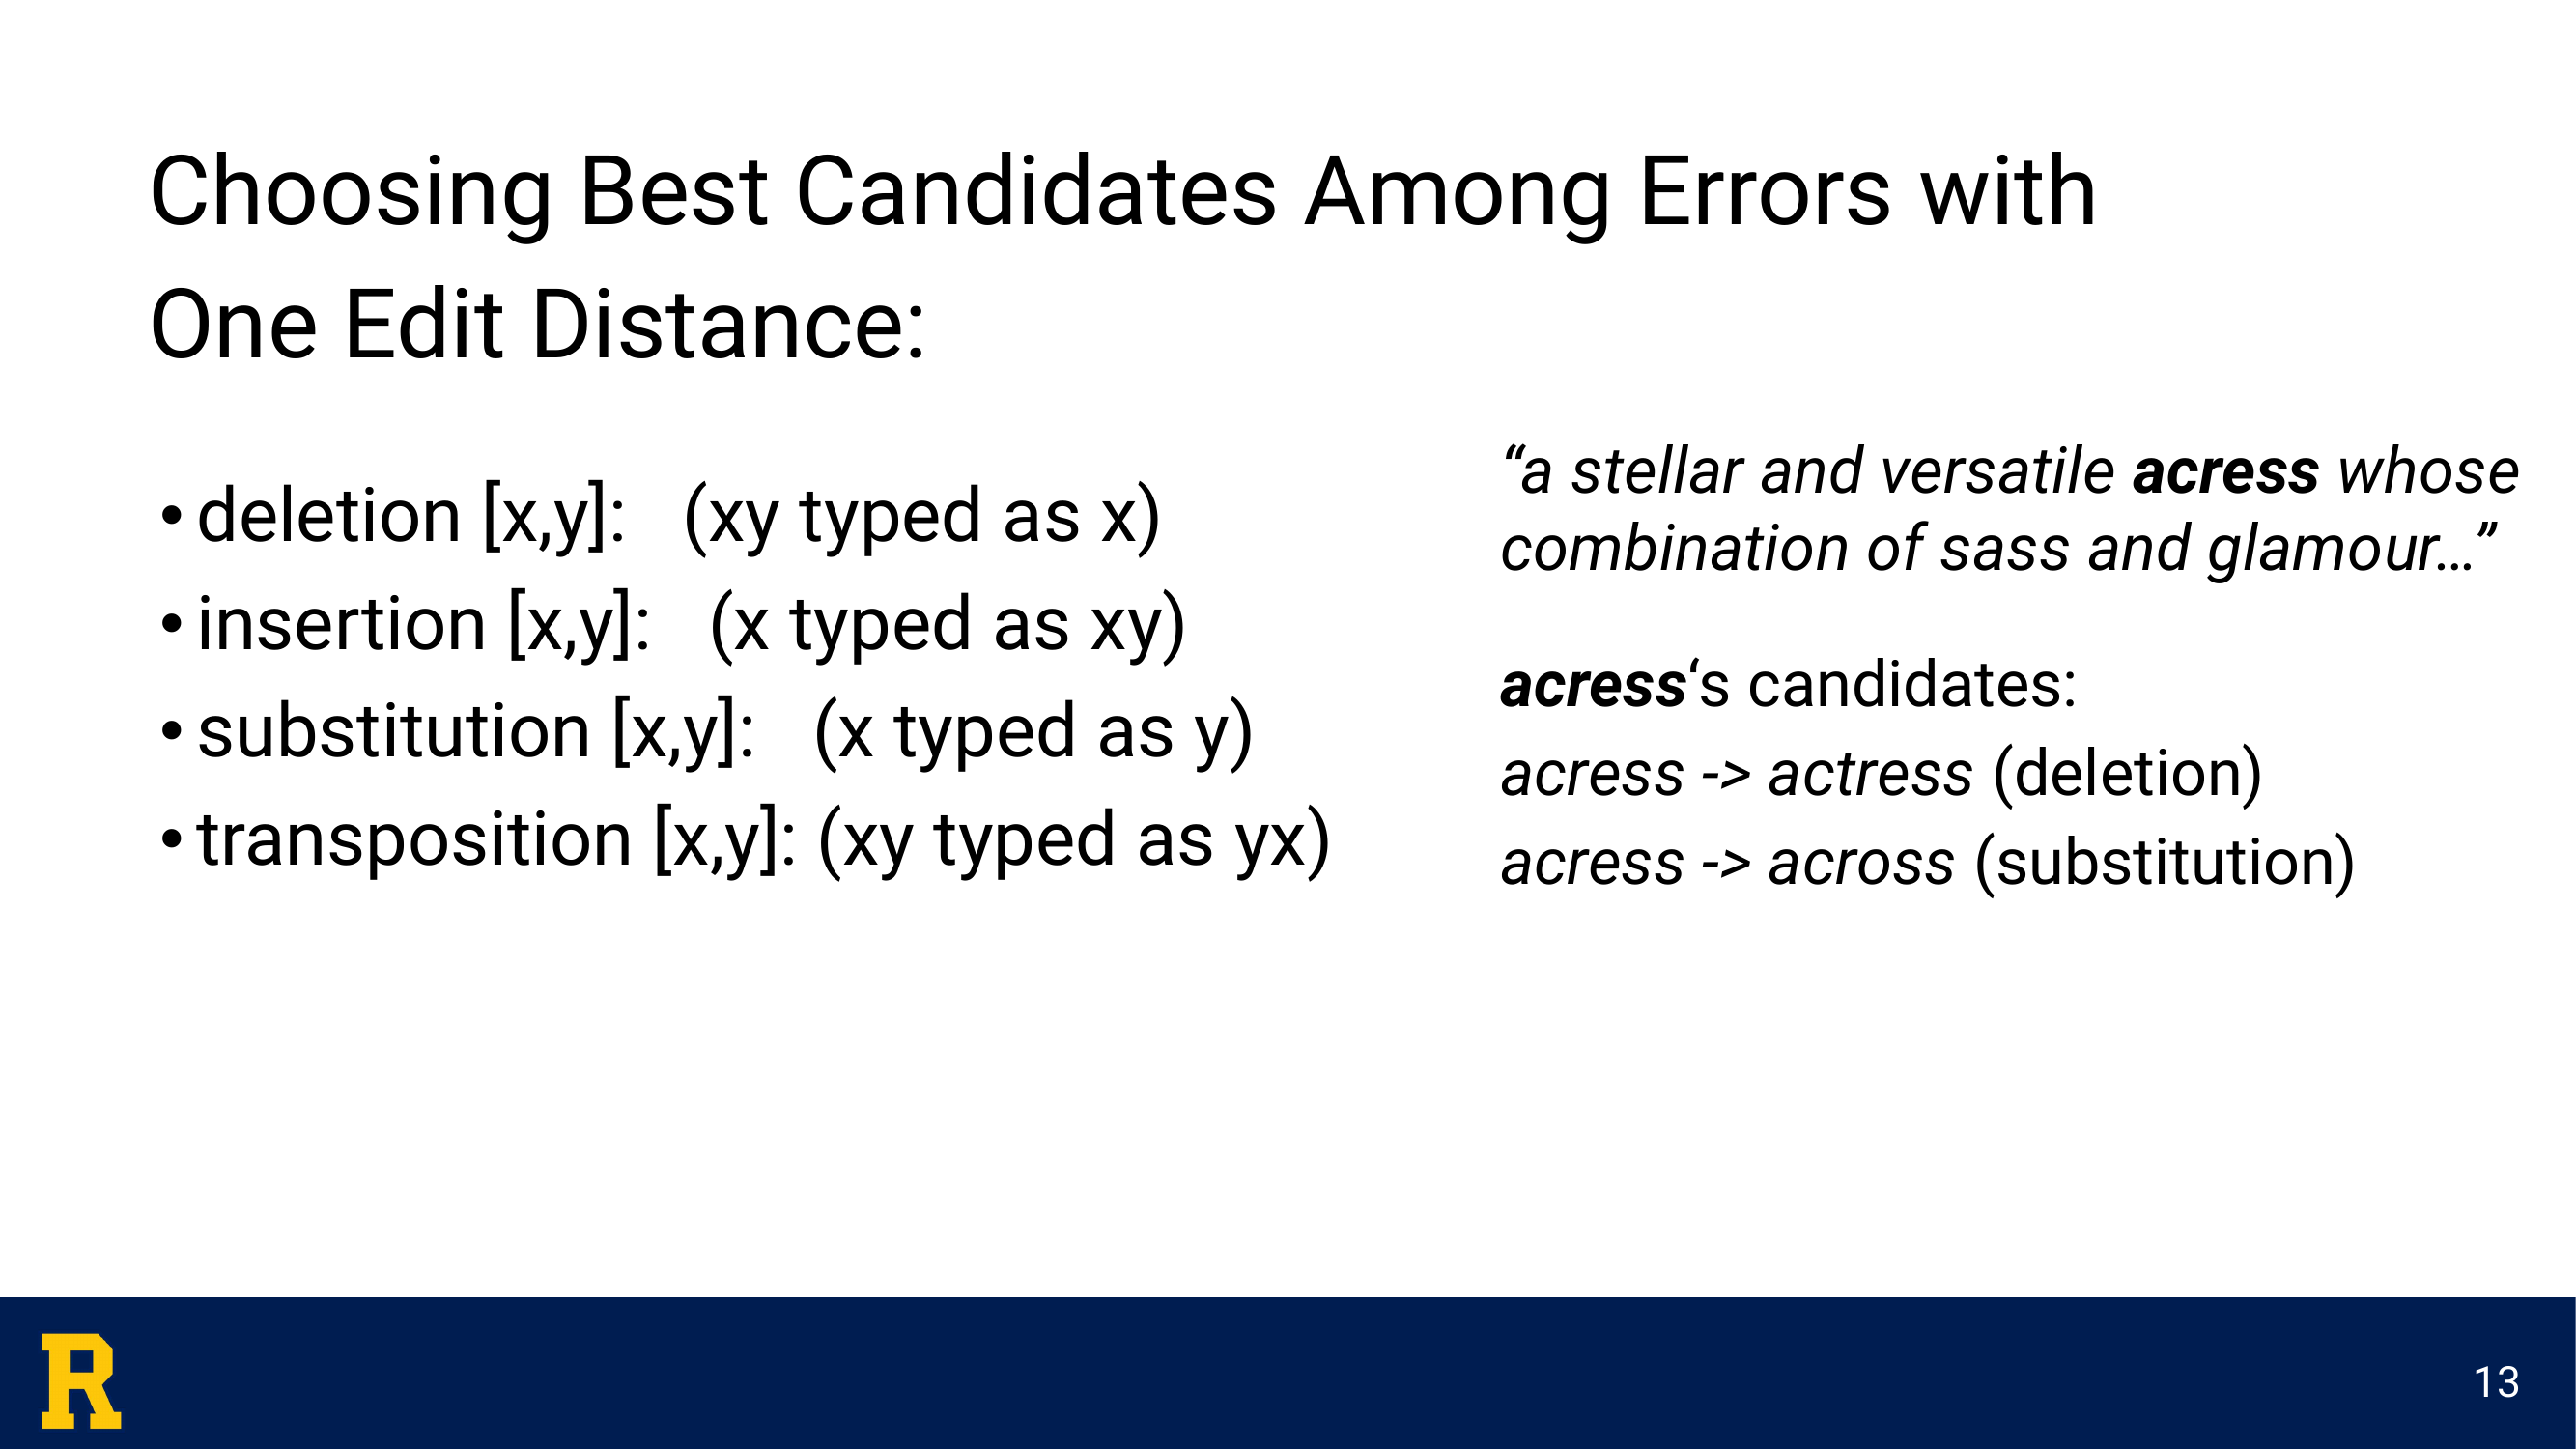 Choosing Best Candidates Among Errors with
One Edit Distance:
• deletion [x,y]: (xy typed as x)
• insertion [x,y]: (x typed as xy)
• substitution [x,y]: (x typed as y)
• transposition [x,y]: (xy typed as yx)
“a stellar and versatile acress whose
combination of sass and glamour…”
acress‘s candidates:
acress -> actress (deletion)
acress -> across (substitution)
R
13